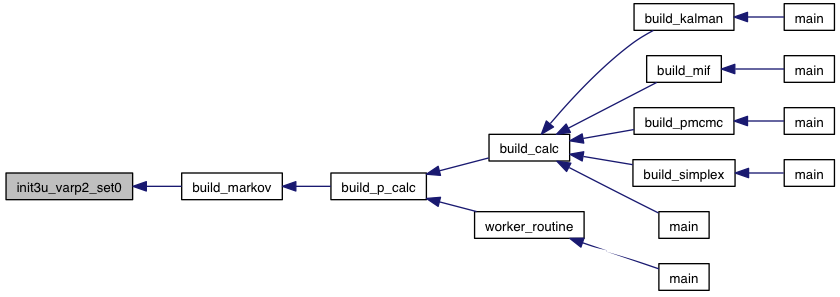 build_kalman
main
build_mif
main
build_pmcmc
main
build_calc
build_simplex
main
init3u_varp2_set0
build_markov
build_p_calc
worker_routine
main
main